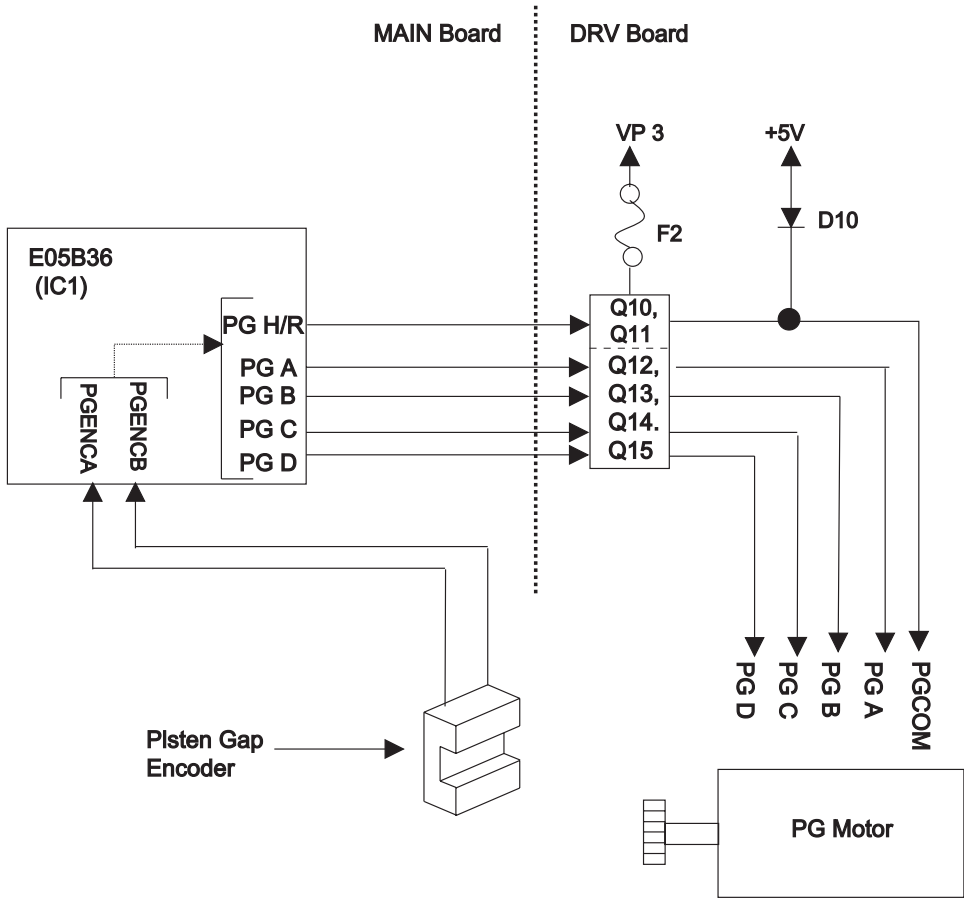 MAIN Board
DRV Board
VP 3
+5V
F2
D10
E05B36
(IC1)
PG H/R
PG A
PG B
PG C
PG D
PGENCA
PGENCB
Q10,
Q11
Q12,
Q13,
Q14.
Q15
PG D
PG C
PG B
PG A
PGCOM
Plsten Gap
Encoder
PG Motor